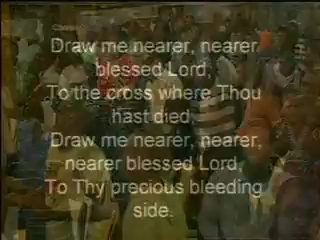 Draw me nearer, nearer
blessed Lord,
To the cross where Thou
hast died,
Draw me nearer, nearer,
nearer blessed Lord,
To Thy precious bleeding
side.